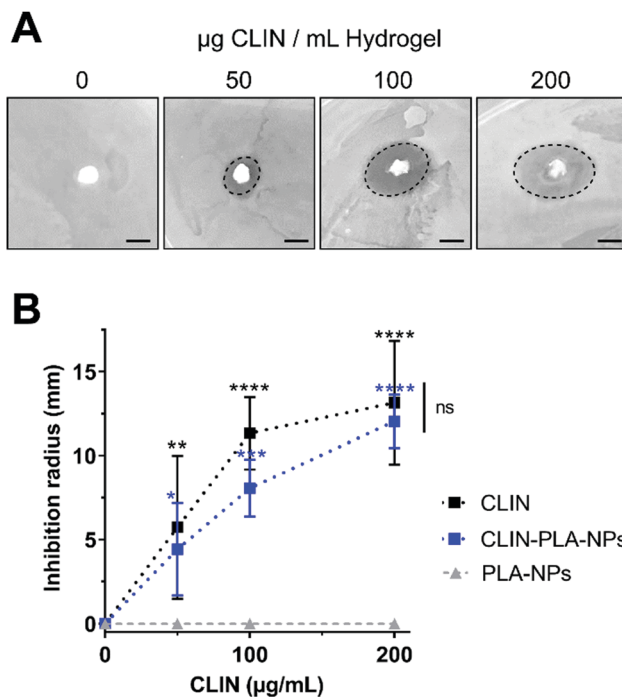 A
µg CLIN / mL Hydrogel
0 50 100 200
B
Inhibition radius (mm)
15
10
5
0
**
****
****
*
***
****
ns
0 100 200
CLIN (µg/mL)
CLIN
CLIN-PLA-NPs
PLA-NPs